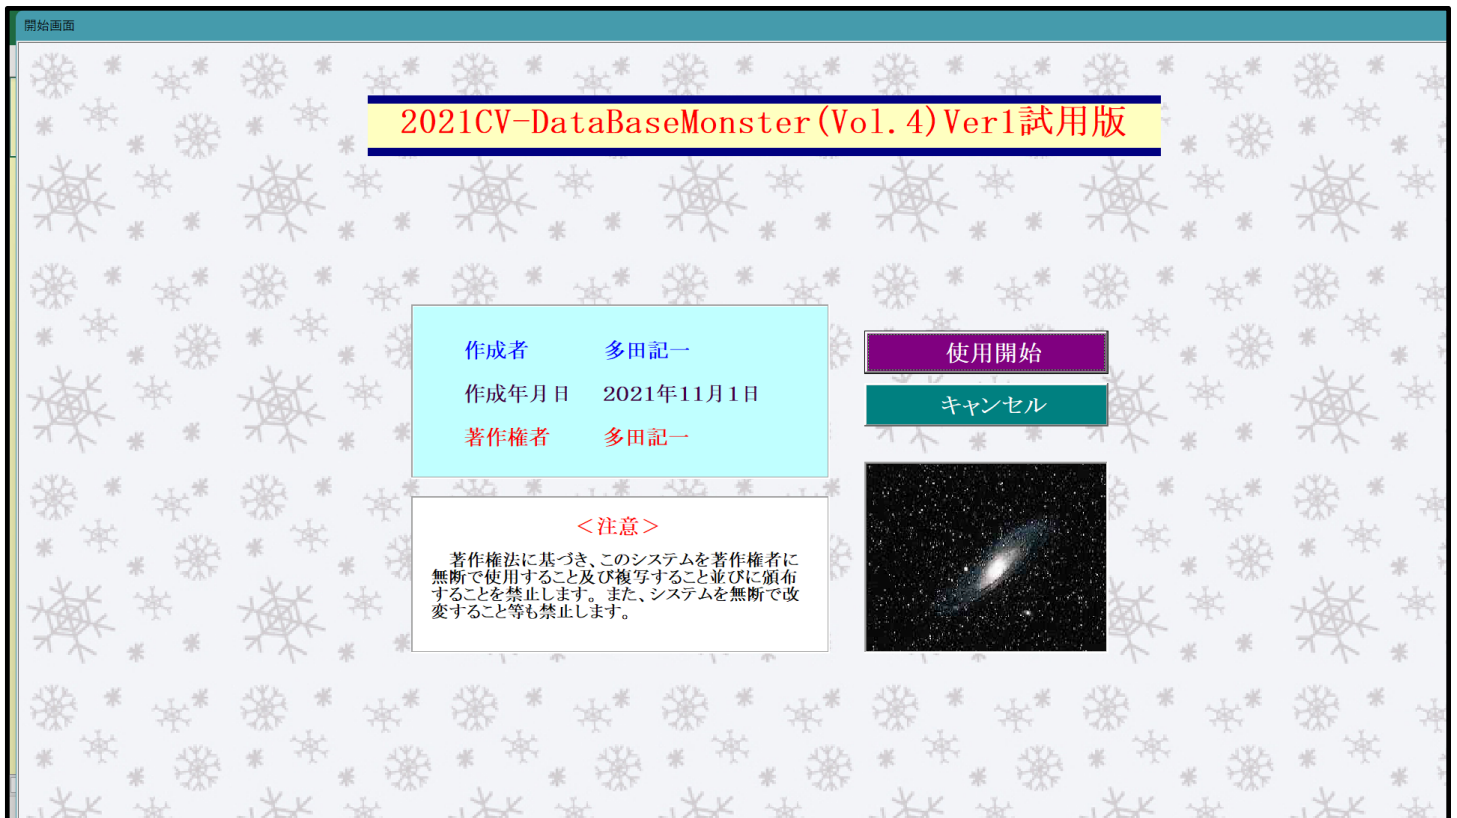 開始画面
2021CV-DataBaseMonster(Vol.4)Ver1試用版
作成者 多田記一
作成年月日 2021年11月1日
著作権者 多田記一
使用開始
キャンセル
＜注意＞
著作権法に基づき、このシステムを著作権者に
無断で使用すること及び複写すること並びに頒布
することを禁止します。また、システムを無断で改
変すること等も禁止します。